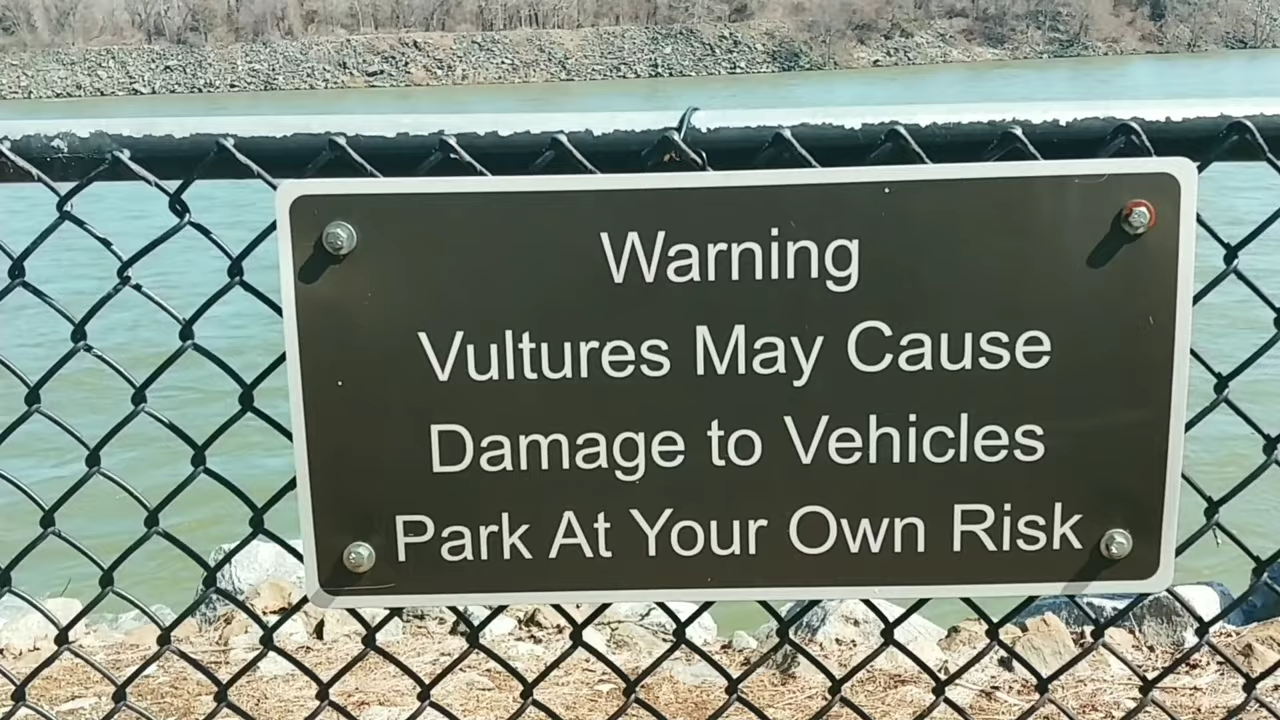 Warning
Vultures May Cause
Damage to Vehicles
Park At Your Own Risk